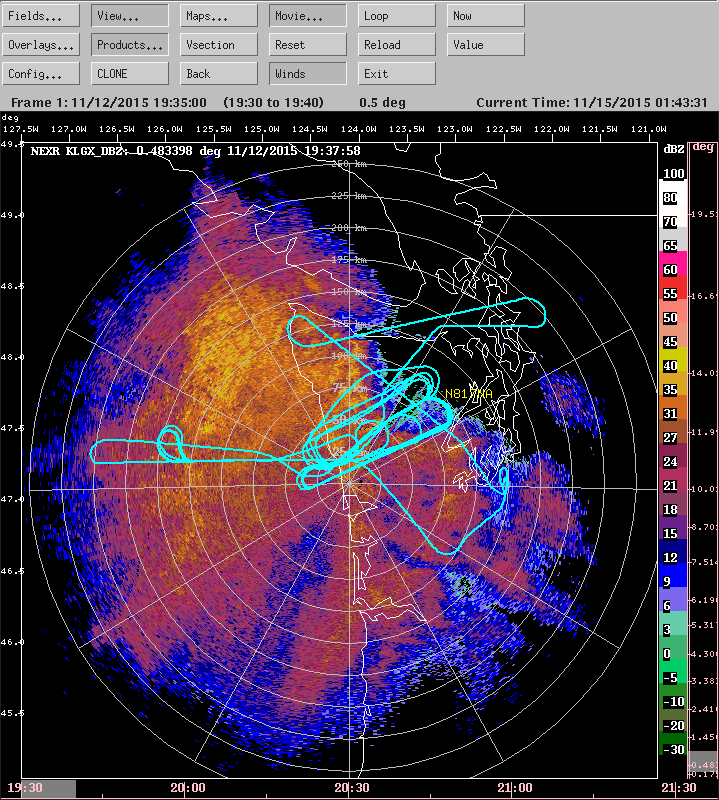 Fields... View... Maps... Movie... Loop Now
Overlays... Products... Vsection Reset Reload Value
Config... CLONE Back Winds Exit
Frame 1: 11/12/2015 19:35:00 (19:30 to 19:40) 0.5 deg Current Time: 11/15/2015 01:43:31
deg
127.5W 127.0W 126.5W 126.0W 125.5W 125.0W 124.5W 124.0W 123.5W 123.0W 122.5W 122.0W 121.5W 121.0W
NEXR KLGX_DBZ: 0.483398 deg 11/12/2015 19:37:58
dBZ deg
250 km
225 km
200 km
175 km
150 km
125 km
100 km
75 km
N817NA
49.0
48.5
48.0
47.5
47.0
46.5
46.0
45.5
100
80
70
65
60
55
50
45
40
35
31
27
24
21
18
15
12
9
6
3
0
-5
-10
-20
-30
19:30 20:00 20:30 21:00 21:30